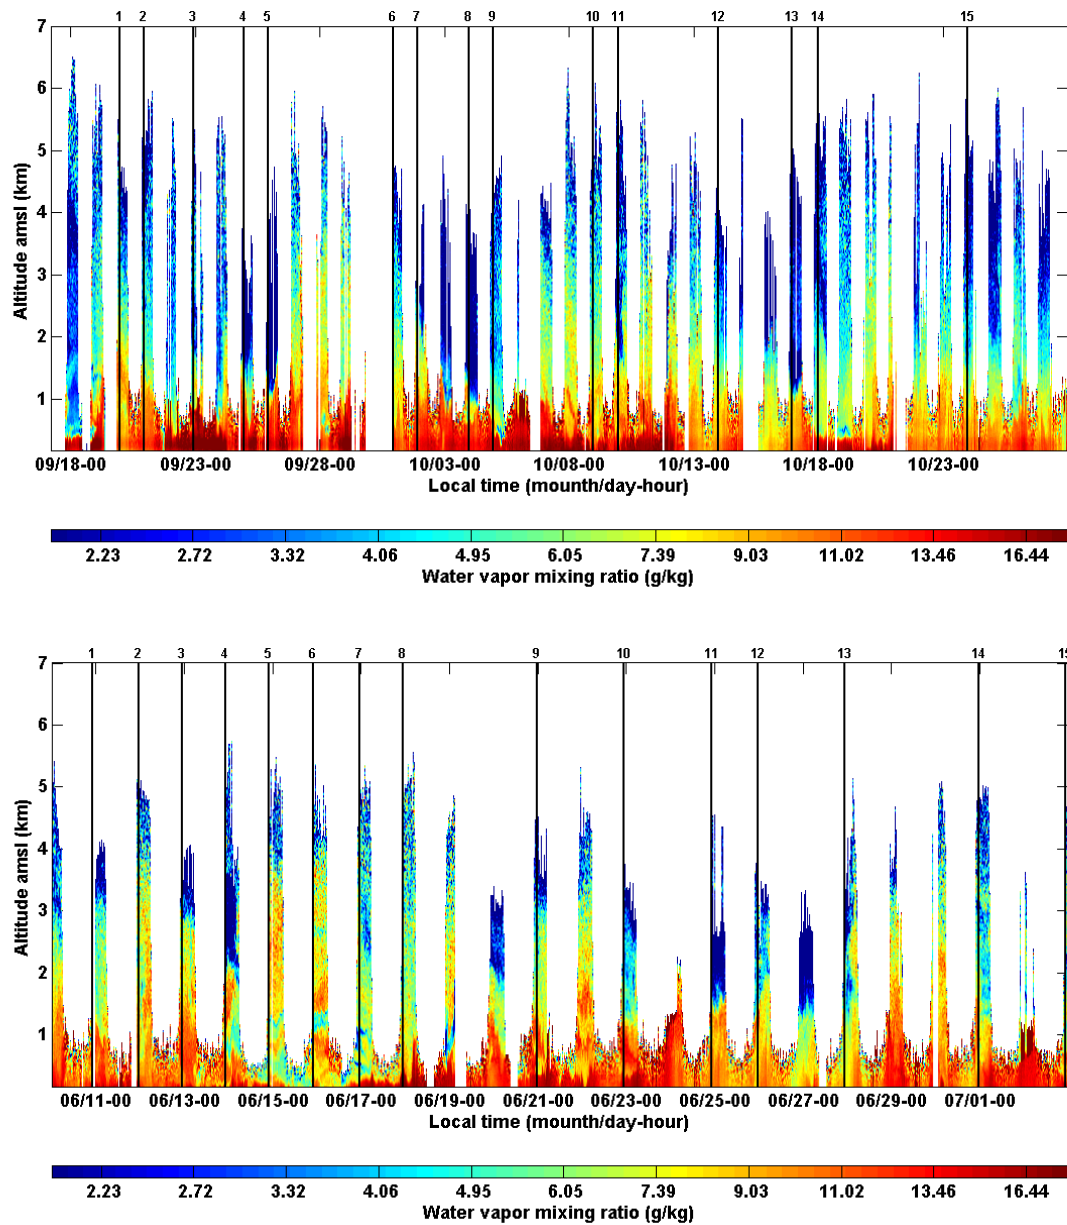 1 2 3 4 5 6 7 8 9 10 11 12 13 14 15
7
6
5
4
3
2
1
Altitude amsl (km)
09/18-00 09/23-00 09/28-00 10/03-00 10/08-00 10/13-00 10/18-00 10/23-00
Local time (mounth/day-hour)
2.23 2.72 3.32 4.06 4.95 6.05 7.39 9.03 11.02 13.46 16.44
Water vapor mixing ratio (g/kg)
1 2 3 4 5 6 7 8 9 10 11 12 13 14 15
7
6
5
4
3
2
1
Altitude amsl (km)
06/11-00 06/13-00 06/15-00 06/17-00 06/19-00 06/21-00 06/23-00 06/25-00 06/27-00 06/29-00 07/01-00
Local time (mounth/day-hour)
2.23 2.72 3.32 4.06 4.95 6.05 7.39 9.03 11.02 13.46 16.44
Water vapor mixing ratio (g/kg)